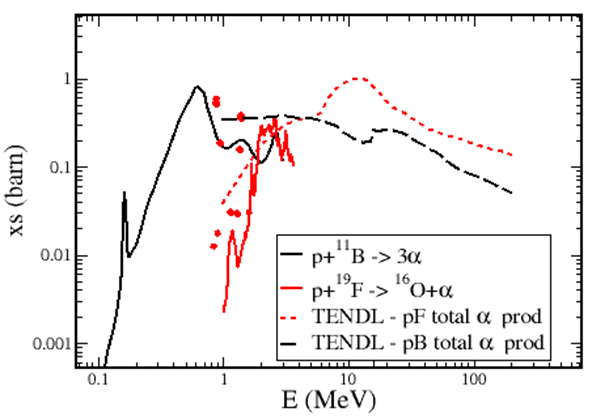 1
0.1
0.01
0.001
xs (barn)
0.1 1 10 100
E (MeV)
p+¹¹B -> 3α
p+¹⁹F -> ¹⁶O+α
TENDL - pF total α prod
TENDL - pB total α prod